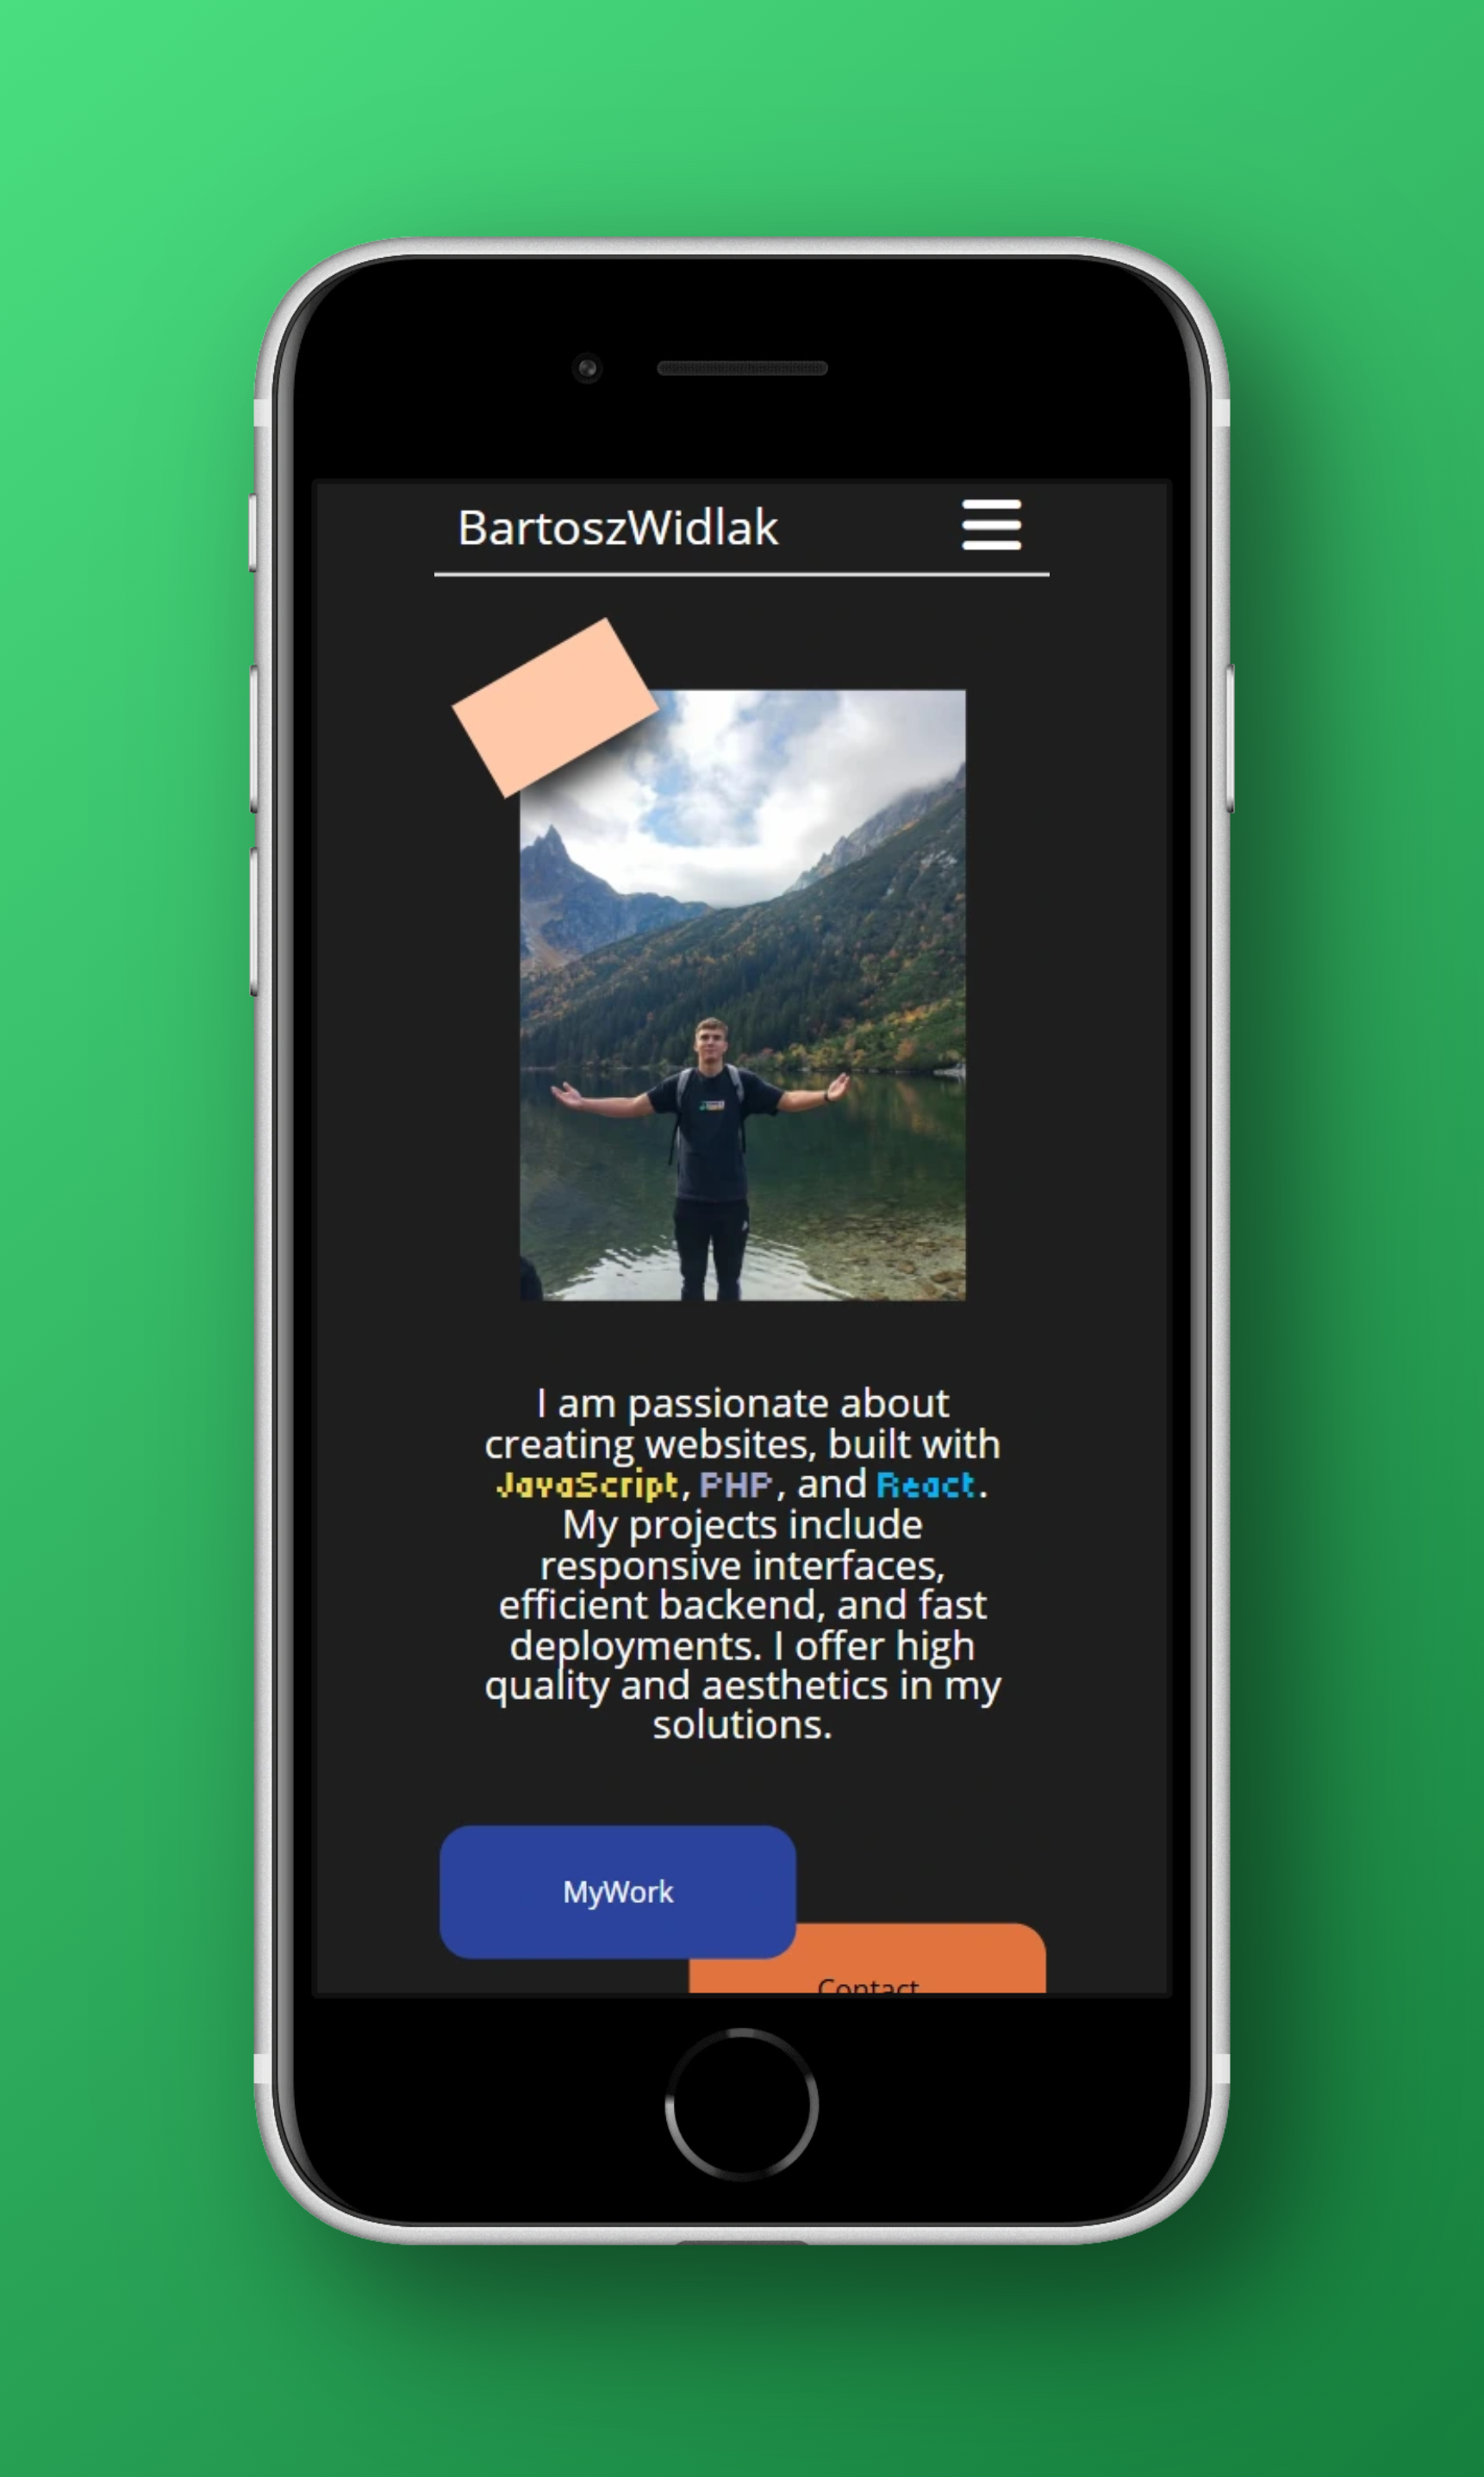 BartoszWidlak
I am passionate about
creating websites, built with
JavaScript, PHP, and React.
My projects include
responsive interfaces,
efficient backend, and fast
deployments. I offer high
quality and aesthetics in my
solutions.
MyWork
Contact